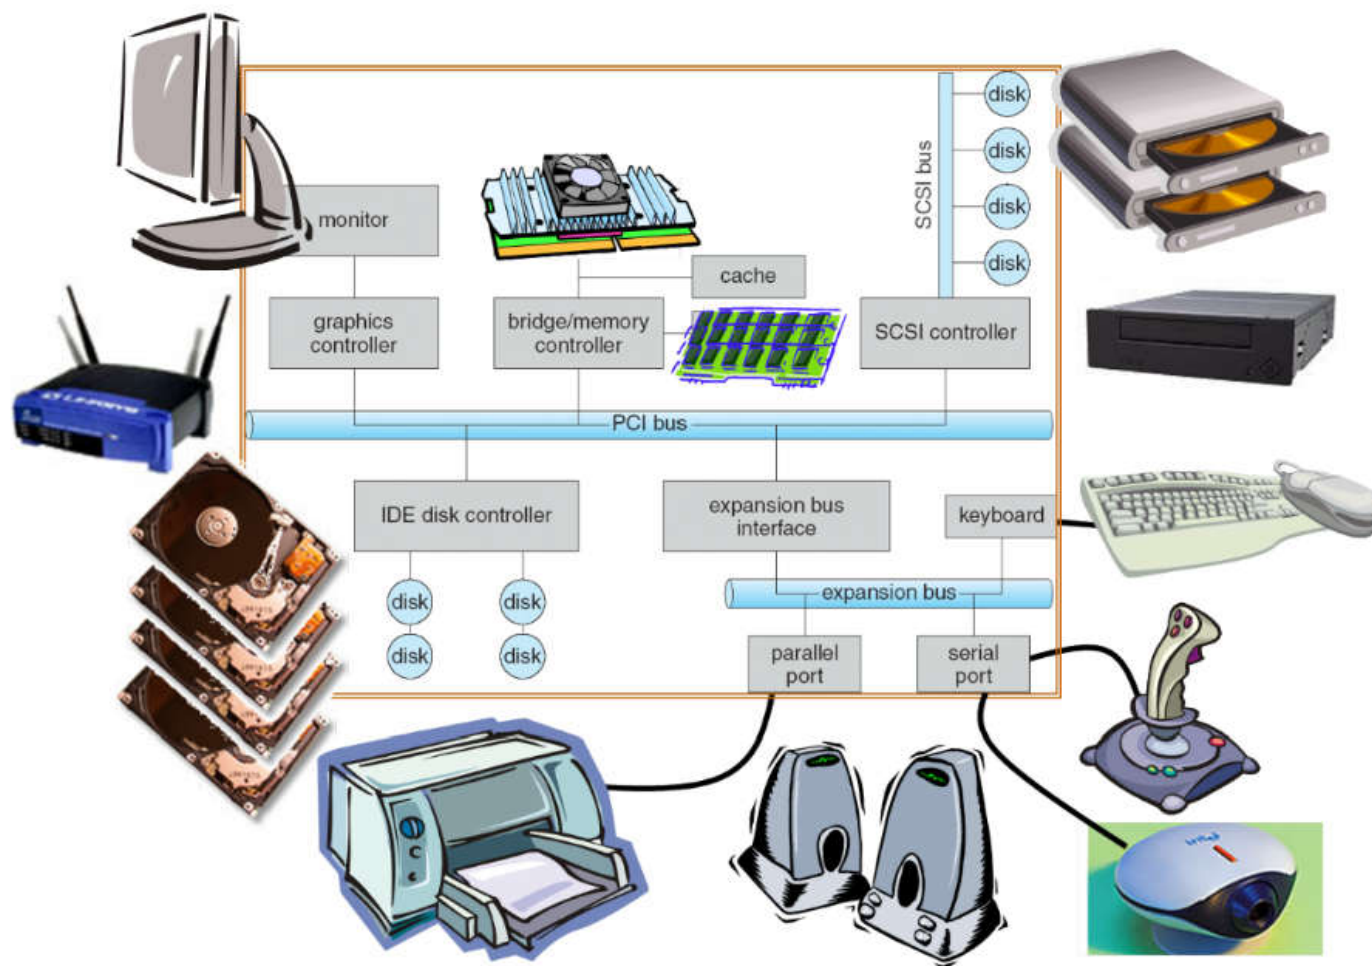 disk
disk
disk
disk
SCSI bus
monitor
cache
graphics
controller
bridge/memory
controller
SCSI controller
PCI bus
IDE disk controller
expansion bus
interface
keyboard
expansion bus
disk
disk
disk
disk
parallel
port
serial
port
intel